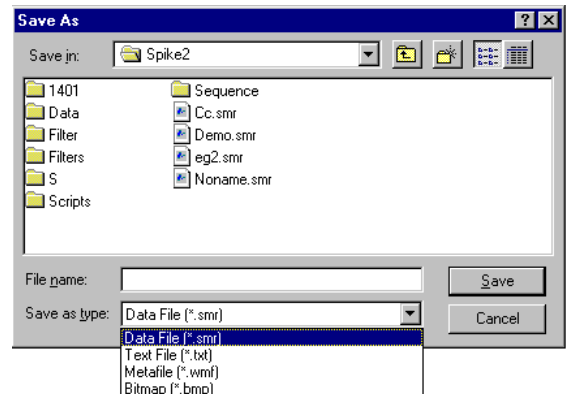 Save As
Save in: Spike2
1401
Data
Filter
Filters
S
Scripts
Sequence
Cc.smr
Demo.smr
eg2.smr
Noname.smr
File name: Save
Save as type: Data File (*.smr) Cancel
Data File (*.smr)
Text File (*.txt)
Metafile (*.wmf)
Bitmap (*.bmp)